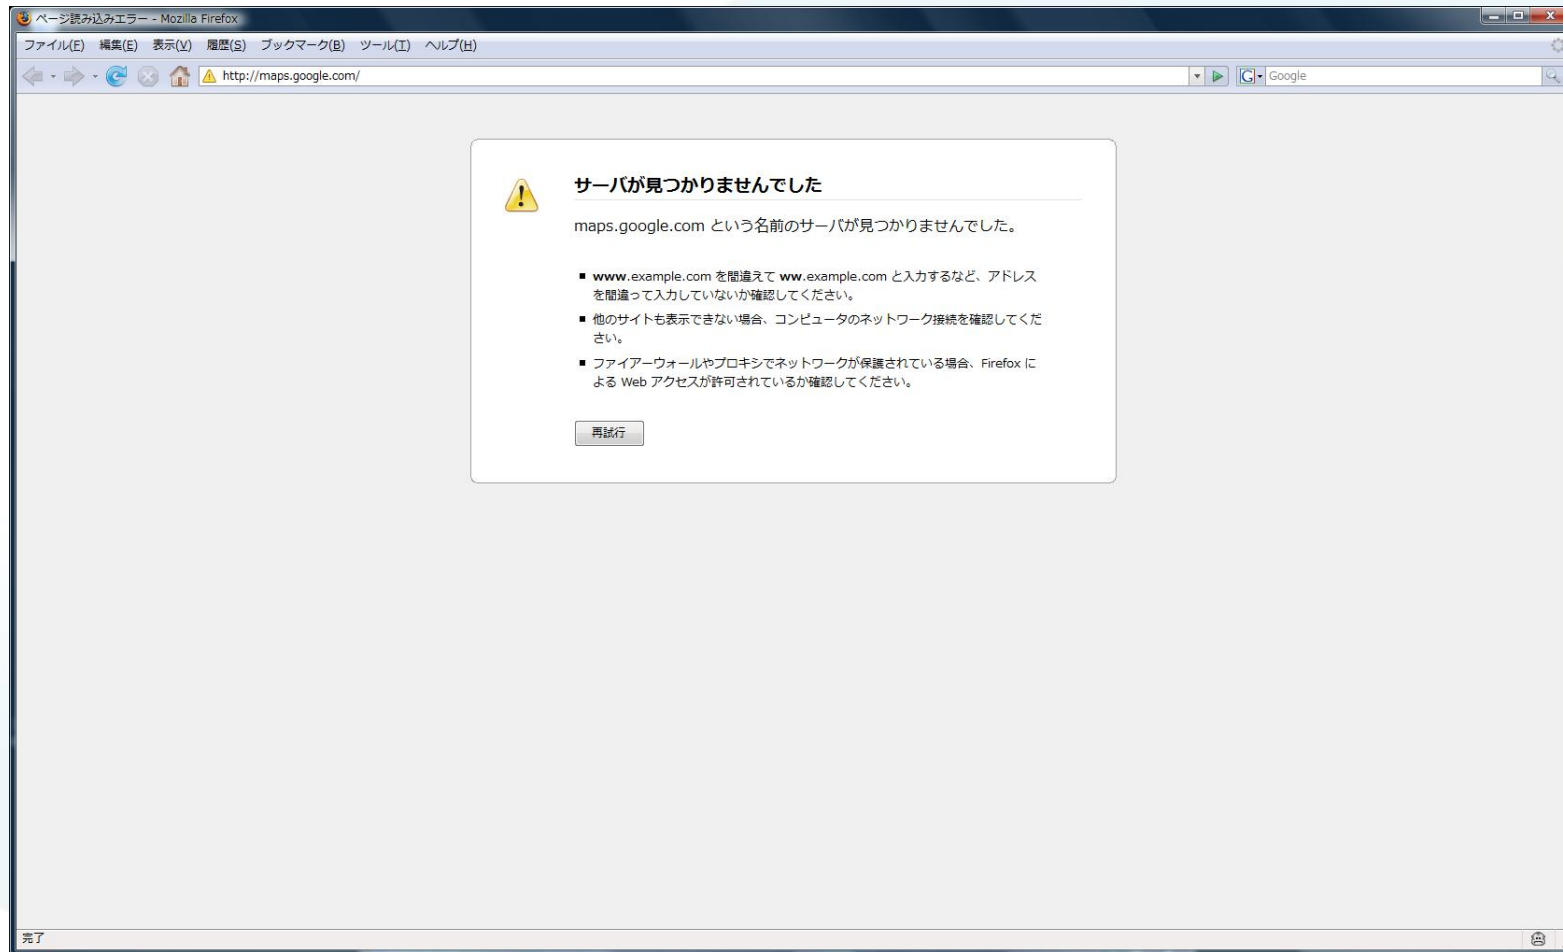 ページ読み込みエラー - Mozilla Firefox
ファイル(F) 編集(E) 表示(V) 履歴(S) ブックマーク(B) ツール(T) ヘルプ(H)
http://maps.google.com/ G Google
サーバが見つかりませんでした
maps.google.com という名前のサーバが見つかりませんでした。
www.example.com を間違えて ww.example.com と入力するなど、アドレス
を間違って入力していないか確認してください。
他のサイトも表示できない場合、コンピュータのネットワーク接続を確認してくだ
さい。
ファイアーウォールやプロキシでネットワークが保護されている場合、Firefox に
よる Web アクセスが許可されているか確認してください。
再試行
完了